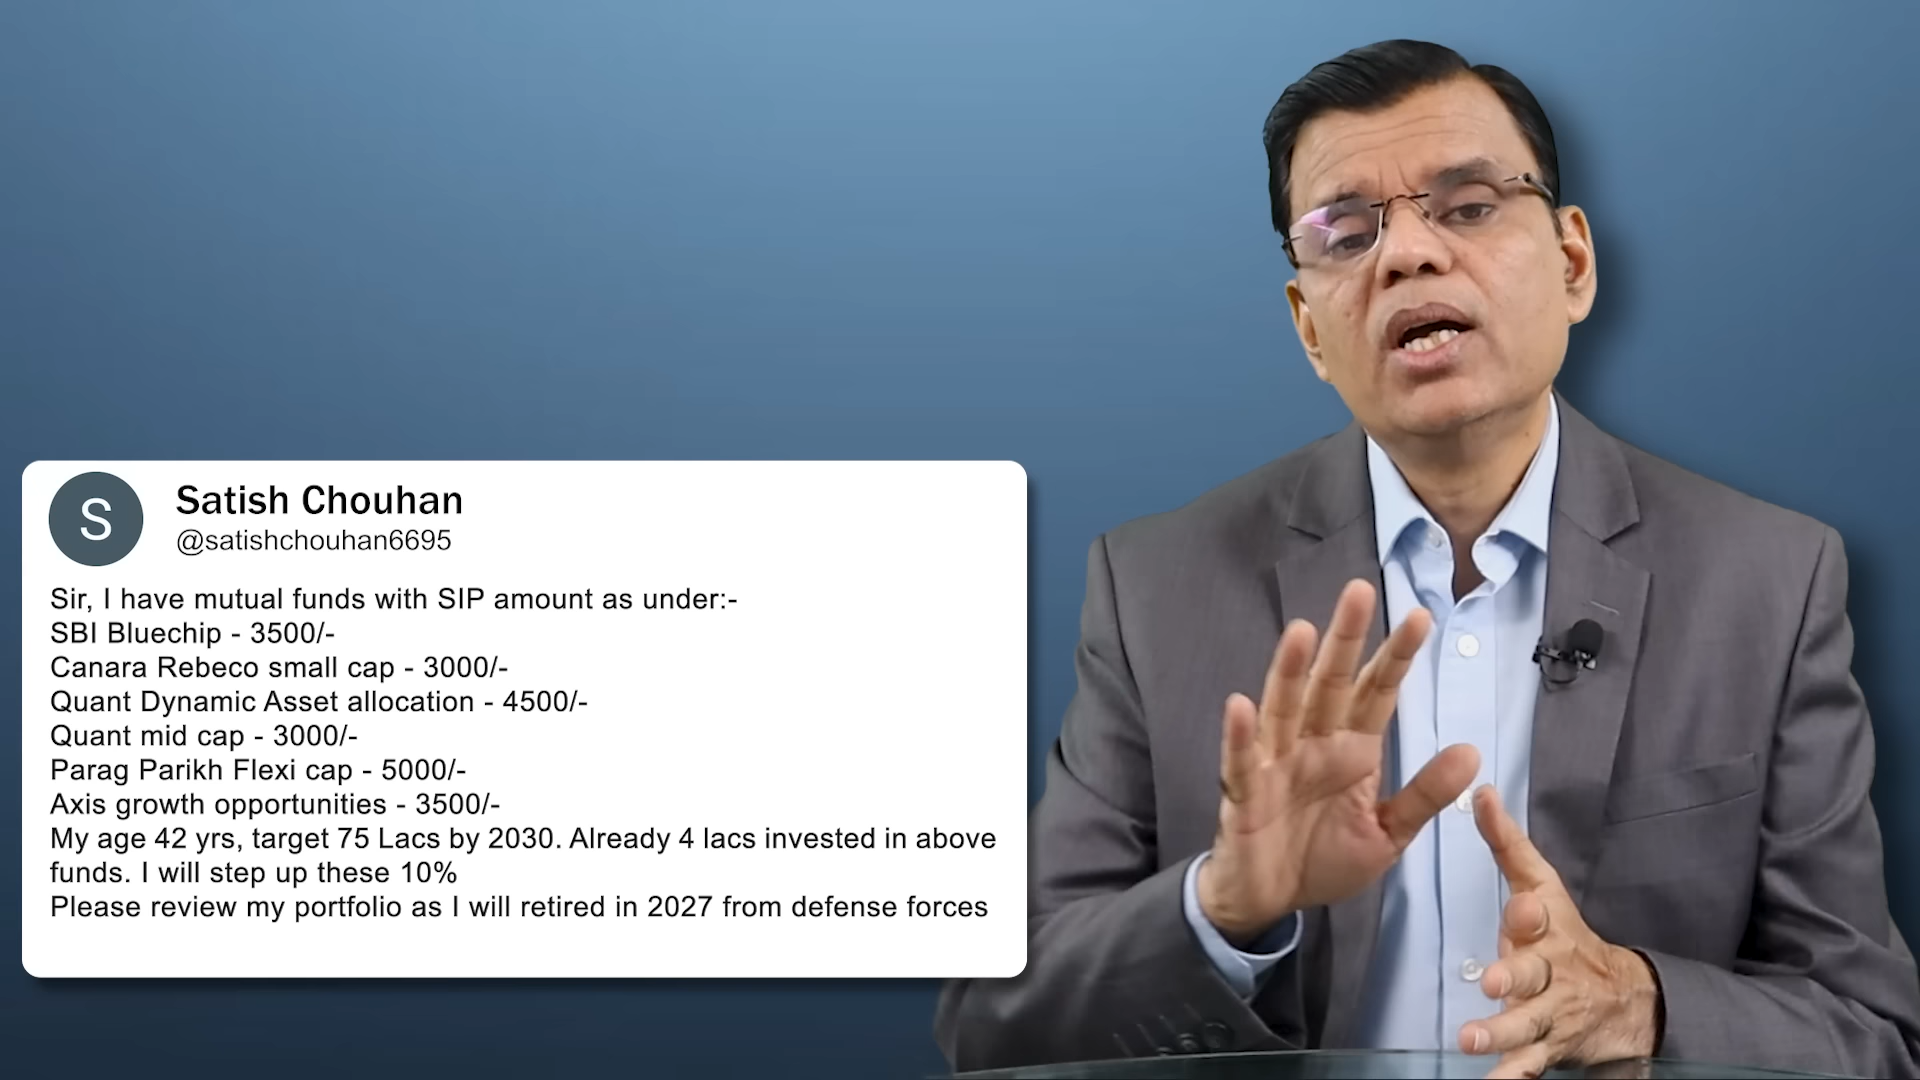 S
Satish Chouhan
@satishchouhan6695
Sir, I have mutual funds with SIP amount as under:-
SBI Bluechip - 3500/-
Canara Rebeco small cap - 3000/-
Quant Dynamic Asset allocation - 4500/-
Quant mid cap - 3000/-
Parag Parikh Flexi cap - 5000/-
Axis growth opportunities - 3500/-
My age 42 yrs, target 75 Lacs by 2030. Already 4 lacs invested in above
funds. I will step up these 10%
Please review my portfolio as I will retired in 2027 from defense forces